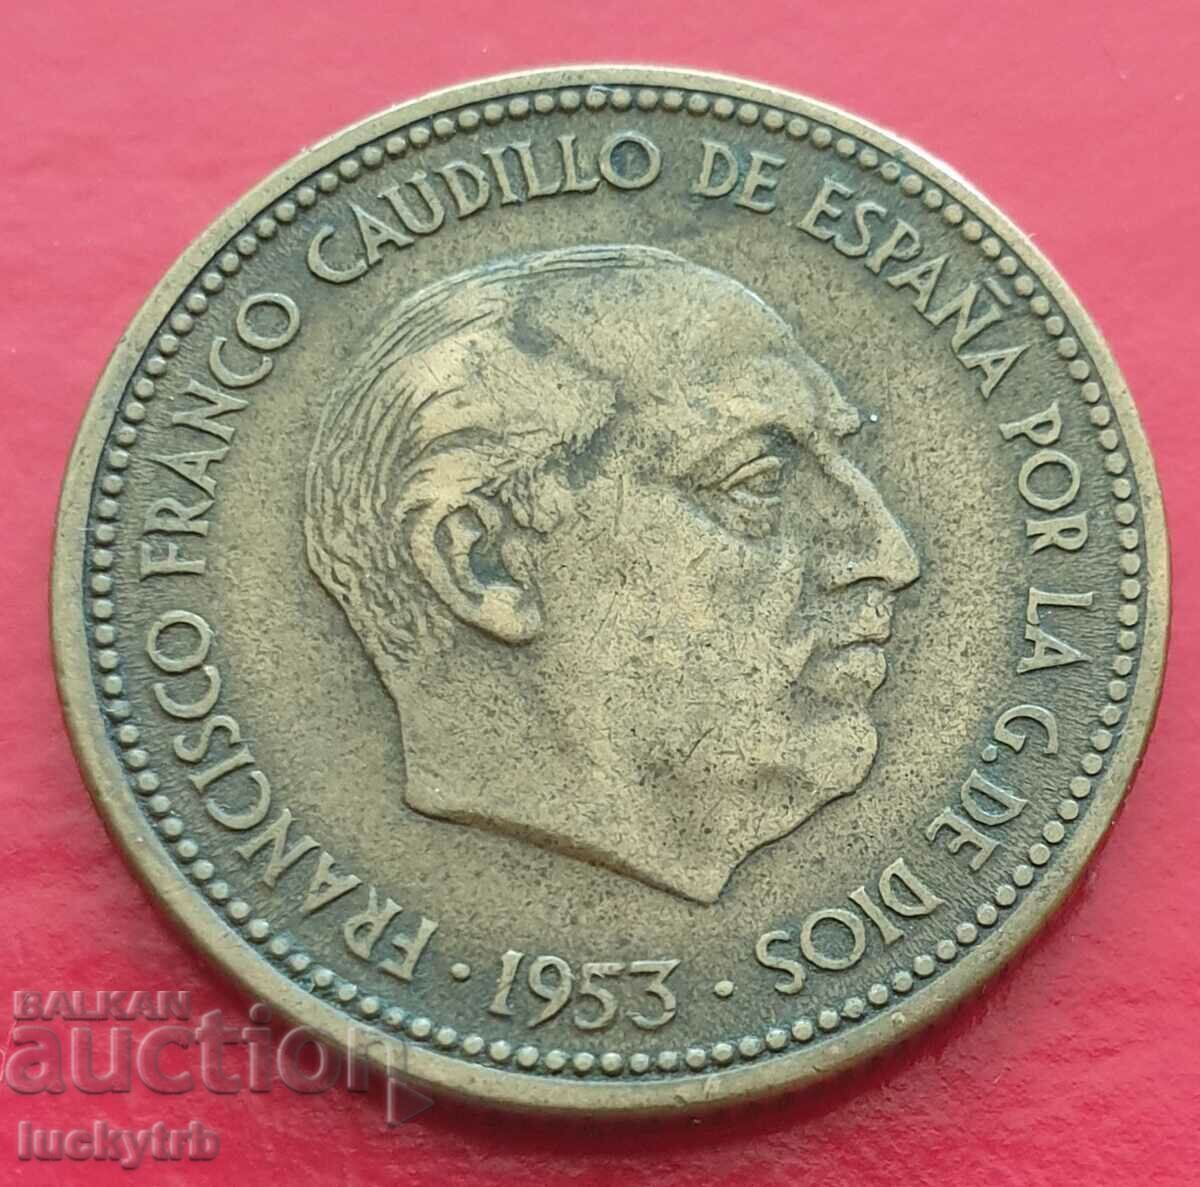 FRANCISCO FRANCO CAUDILLO DE ESPAÑA POR LA G. DE DIOS
· 1953 ·
BALKAN
auction
luckytrb